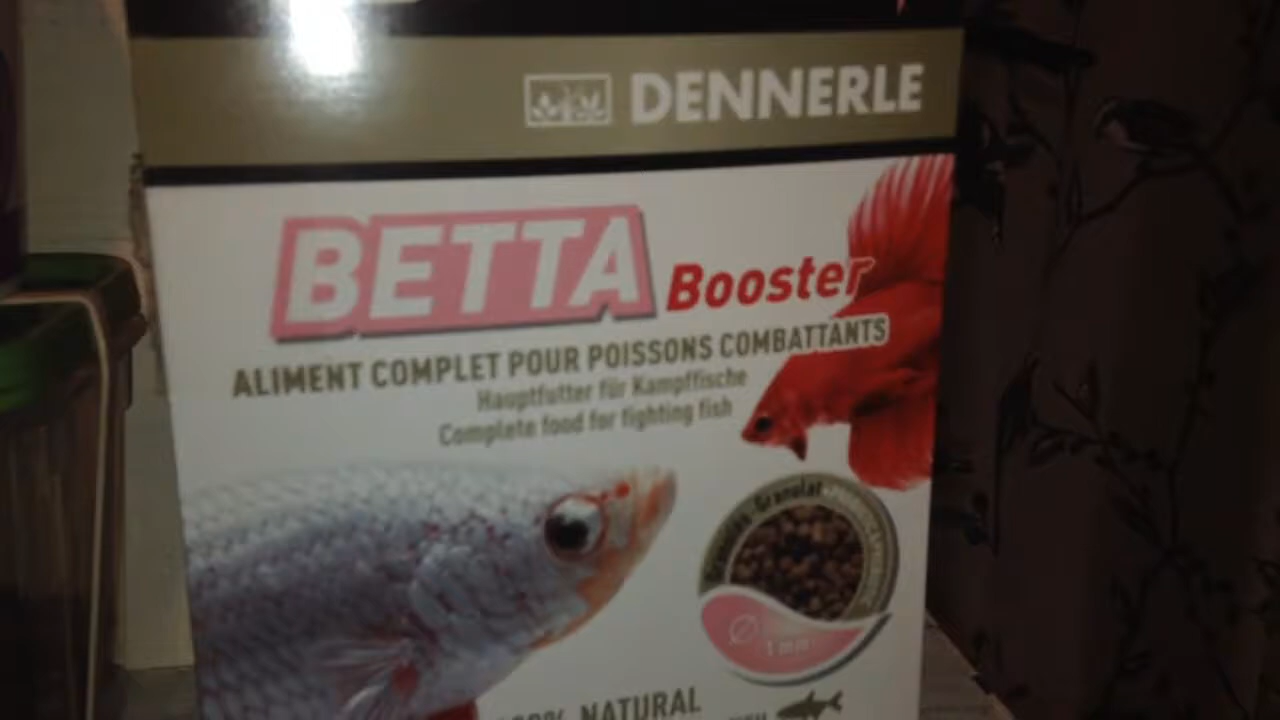 DENNERLE
BETTA Booster
ALIMENT COMPLET POUR POISSONS COMBATTANTS
Hauptfutter für Kampffische
Complete food for fighting fish
Granulat
Ø 1 mm
NATURAL